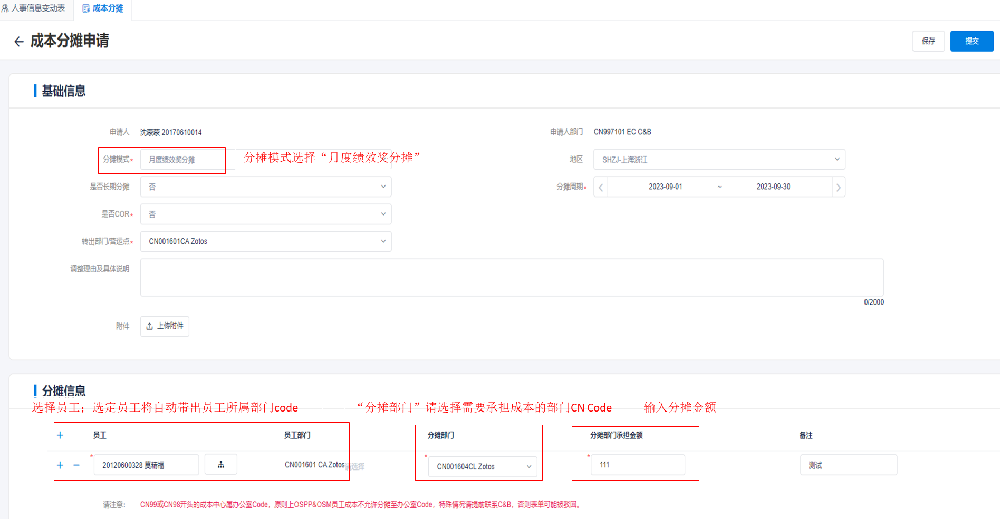 人事信息变动表 成本分摊
成本分摊申请 保存 提交
基础信息
申请人 沈蒙蒙 20170610014 申请人部门 CN997101 EC C&B
分摊模式* 月度绩效奖分摊 分摊模式选择“月度绩效奖分摊” 地区 SHZJ-上海浙江
是否长期分摊 否 分摊周期* 2023-09-01 ~ 2023-09-30
是否COR* 否
转出部门/营运点* CN001601CA Zotos
调整理由及具体说明
0/2000
附件 上传附件
分摊信息
选择员工；选定员工将自动带出员工所属部门code “分摊部门”请选择需要承担成本的部门CN Code 输入分摊金额
+ 员工 员工部门 分摊部门 分摊部门承担金额 备注
+ − * 20120600328 莫精福 CN001601 CA Zotos 请选择 * CN001604CL Zotos * 111 测试
请注意： CN99或CN98开头的成本中心属办公室Code，原则上OSPP&OSM员工成本不允许分摊至办公室Code，特殊情况请提前联系C&B，否则表单可能被驳回。